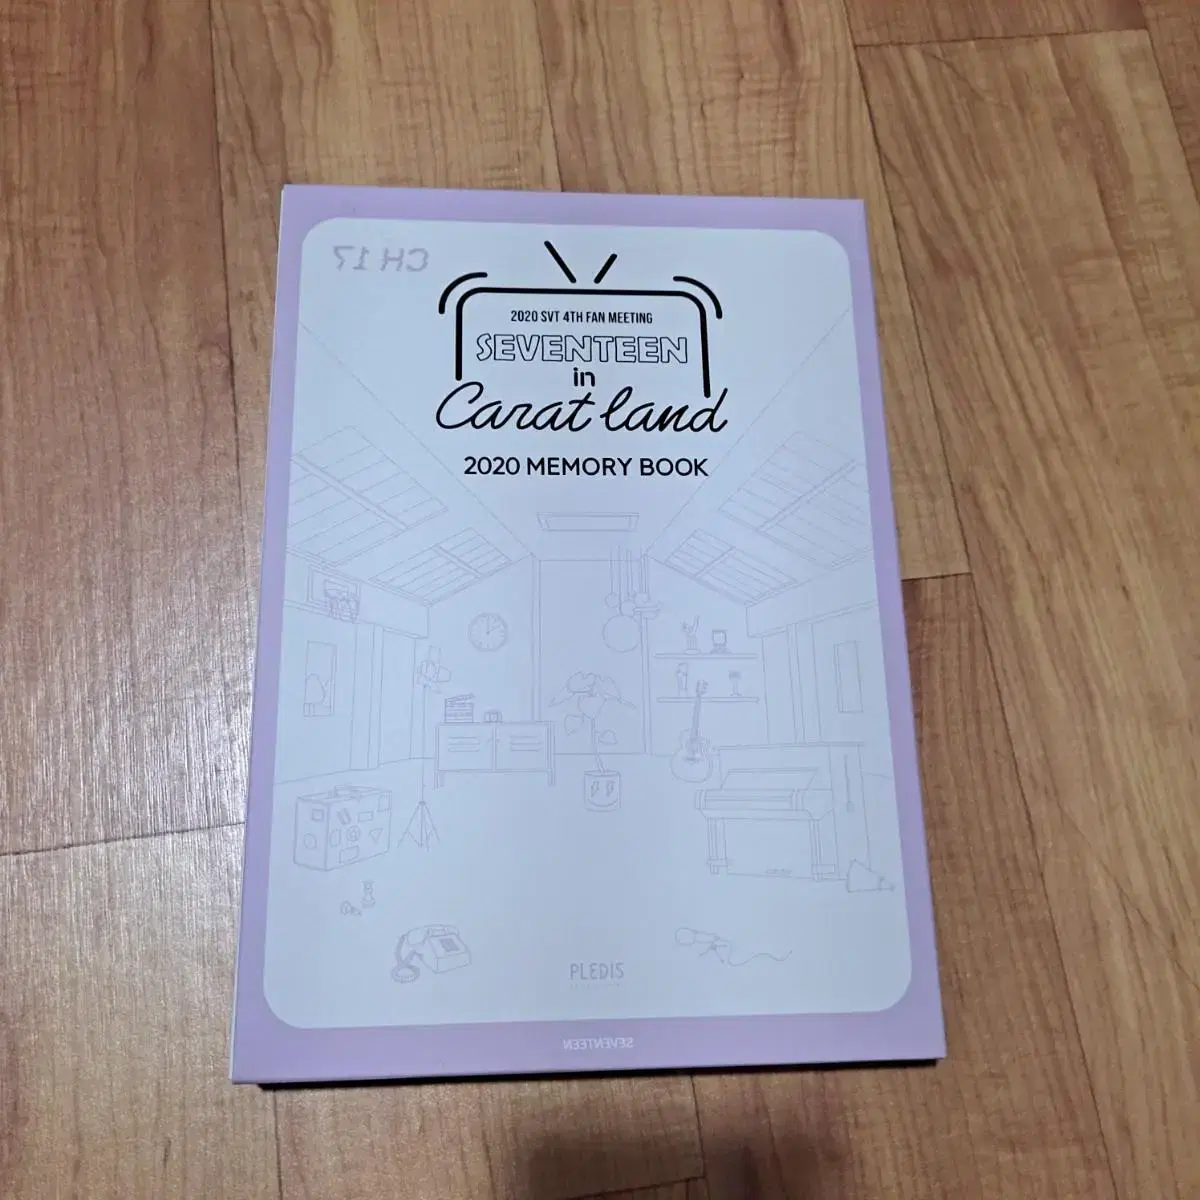 CH 17
2020 SVT 4TH FAN MEETING
SEVENTEEN
in
Carat land
2020 MEMORY BOOK
PLEDIS
SEVENTEEN